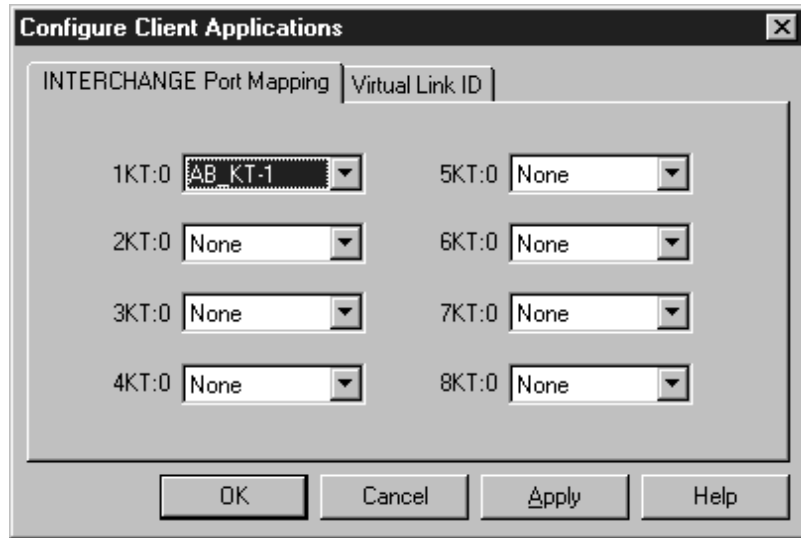 Configure Client Applications
INTERCHANGE Port Mapping Virtual Link ID
1KT:0 AB_KT-1 5KT:0 None
2KT:0 None 6KT:0 None
3KT:0 None 7KT:0 None
4KT:0 None 8KT:0 None
OK Cancel Apply Help